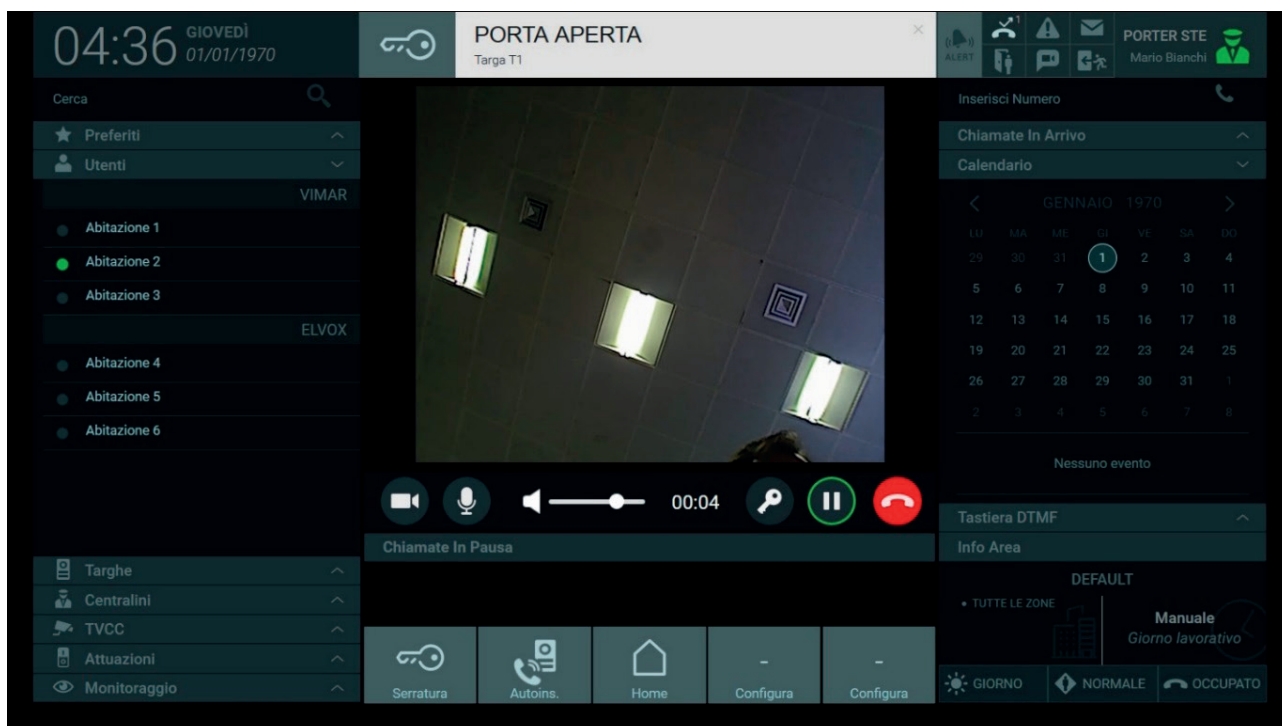 04:36
GIOVEDÌ
01/01/1970
PORTA APERTA
Targa T1
×
ALERT
1
PORTER STE
Mario Bianchi
Cerca
Preferiti
Utenti
VIMAR
Abitazione 1
Abitazione 2
Abitazione 3
ELVOX
Abitazione 4
Abitazione 5
Abitazione 6
Targhe
Centralini
TVCC
Attuazioni
Monitoraggio
00:04
Chiamate In Pausa
Serratura
Autoins.
Home
-
Configura
-
Configura
Inserisci Numero
Chiamate In Arrivo
Calendario
GENNAIO 1970
LU MA ME GI VE SA DO
29 30 31 1 2 3 4
5 6 7 8 9 10 11
12 13 14 15 16 17 18
19 20 21 22 23 24 25
26 27 28 29 30 31 1
2 3 4 5 6 7 8
Nessuno evento
Tastiera DTMF
Info Area
DEFAULT
• TUTTE LE ZONE
Manuale
Giorno lavorativo
GIORNO
NORMALE
OCCUPATO